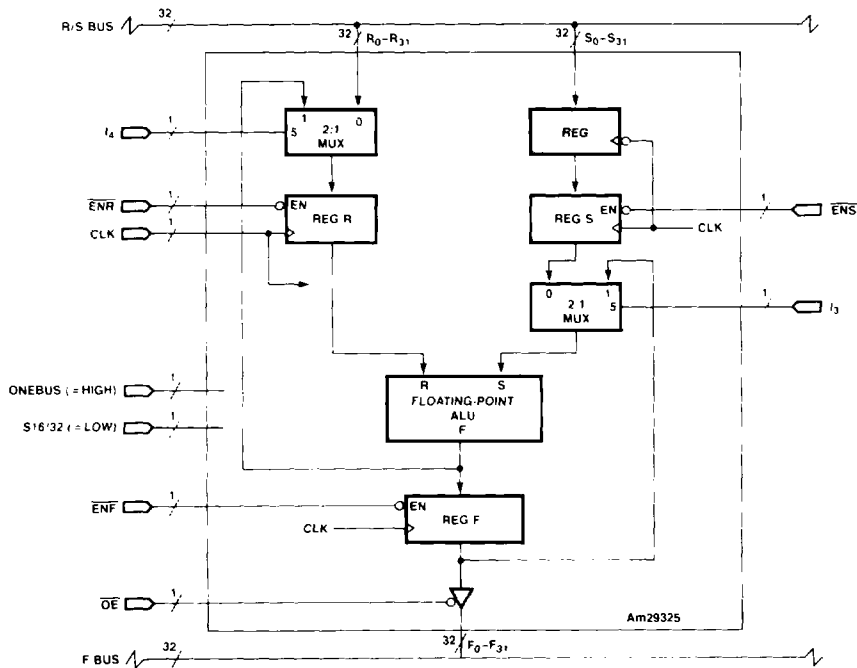 32
R/S BUS
32 R0–R31
32 S0–S31
1
0
I4
1
S
2:1
MUX
REG
ENR
1
EN
REG R
EN
REG S
1
ENS
CLK
1
CLK
0
1
2:1
MUX
S
1
I3
R
S
FLOATING-POINT
ALU
F
ONEBUS (=HIGH)
1
S16/32 (=LOW)
1
ENF
1
EN
REG F
CLK
OE
1
Am29325
32
F BUS
32 F0–F31